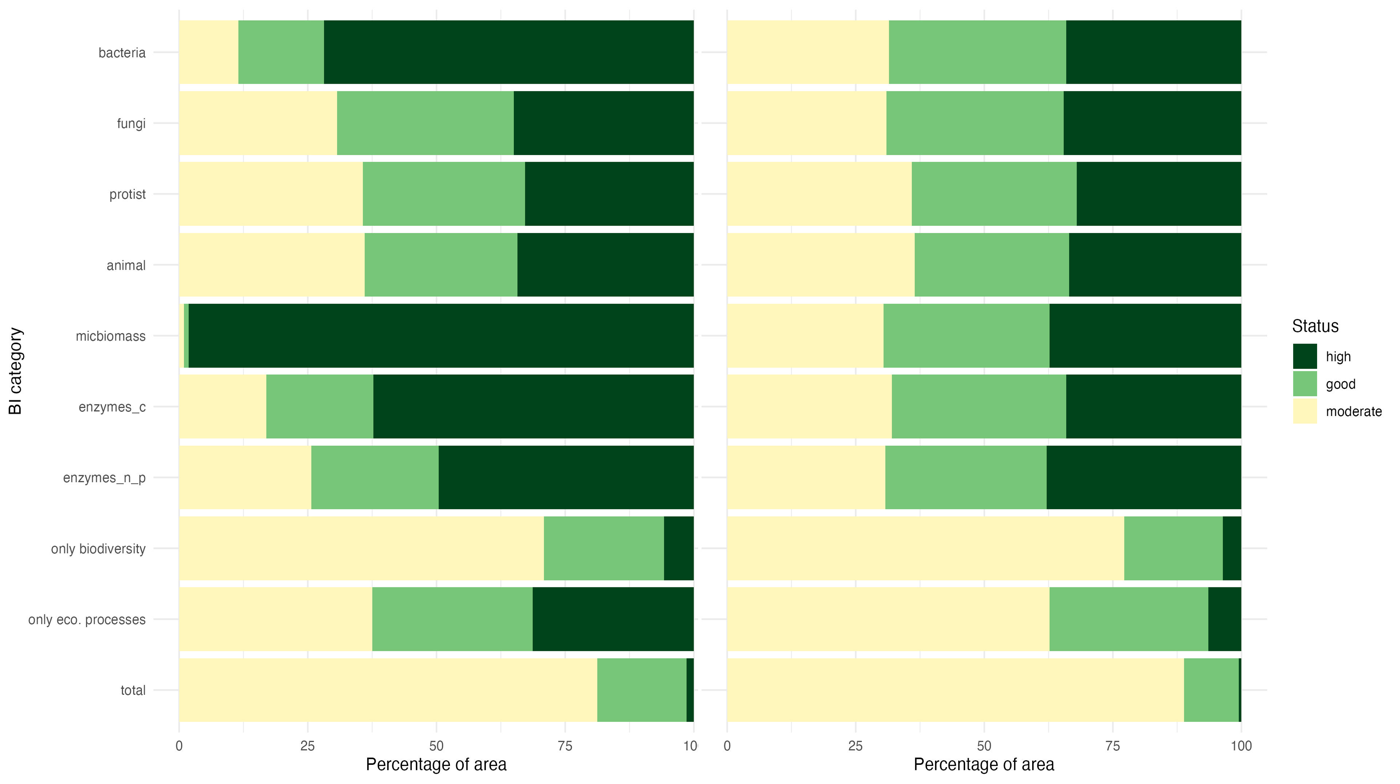 BI category
bacteria
fungi
protist
animal
micbiomass
enzymes_c
enzymes_n_p
only biodiversity
only eco. processes
total
0 25 50 75 10
Percentage of area
0 25 50 75 100
Percentage of area
Status
high
good
moderate